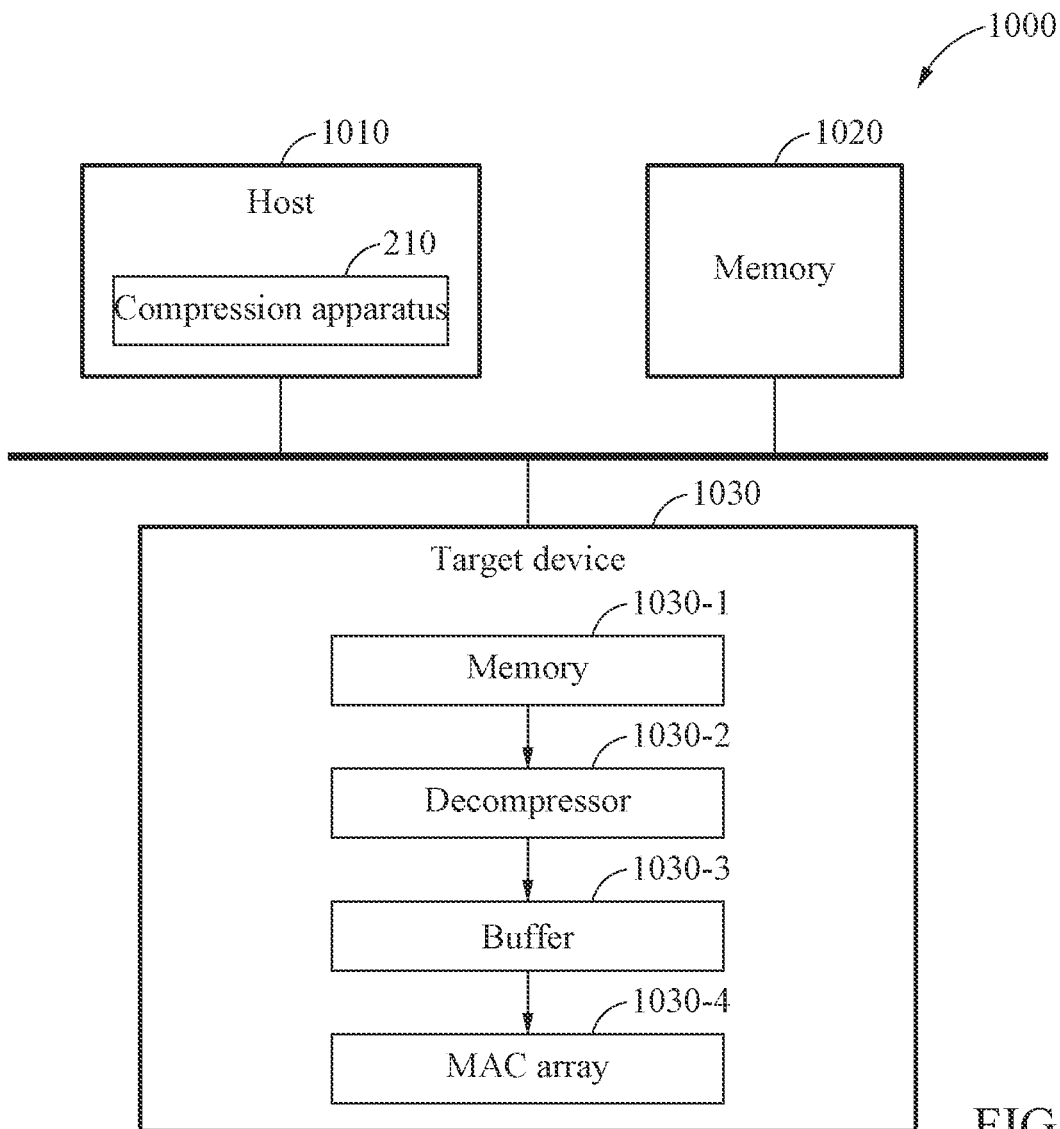 1000
1010
1020
Host
210
Compression apparatus
Memory
1030
Target device
1030-1
Memory
1030-2
Decompressor
1030-3
Buffer
1030-4
MAC array
FIG